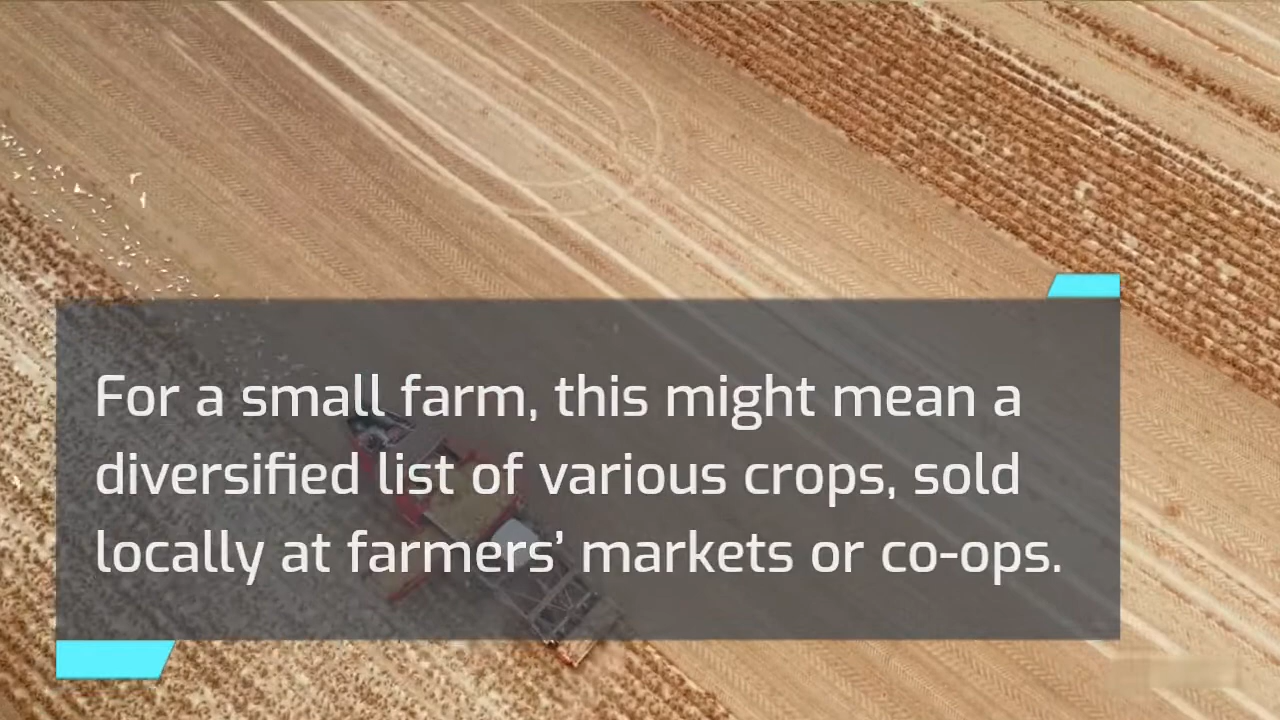 For a small farm, this might mean a
diversified list of various crops, sold
locally at farmers’ markets or co-ops.